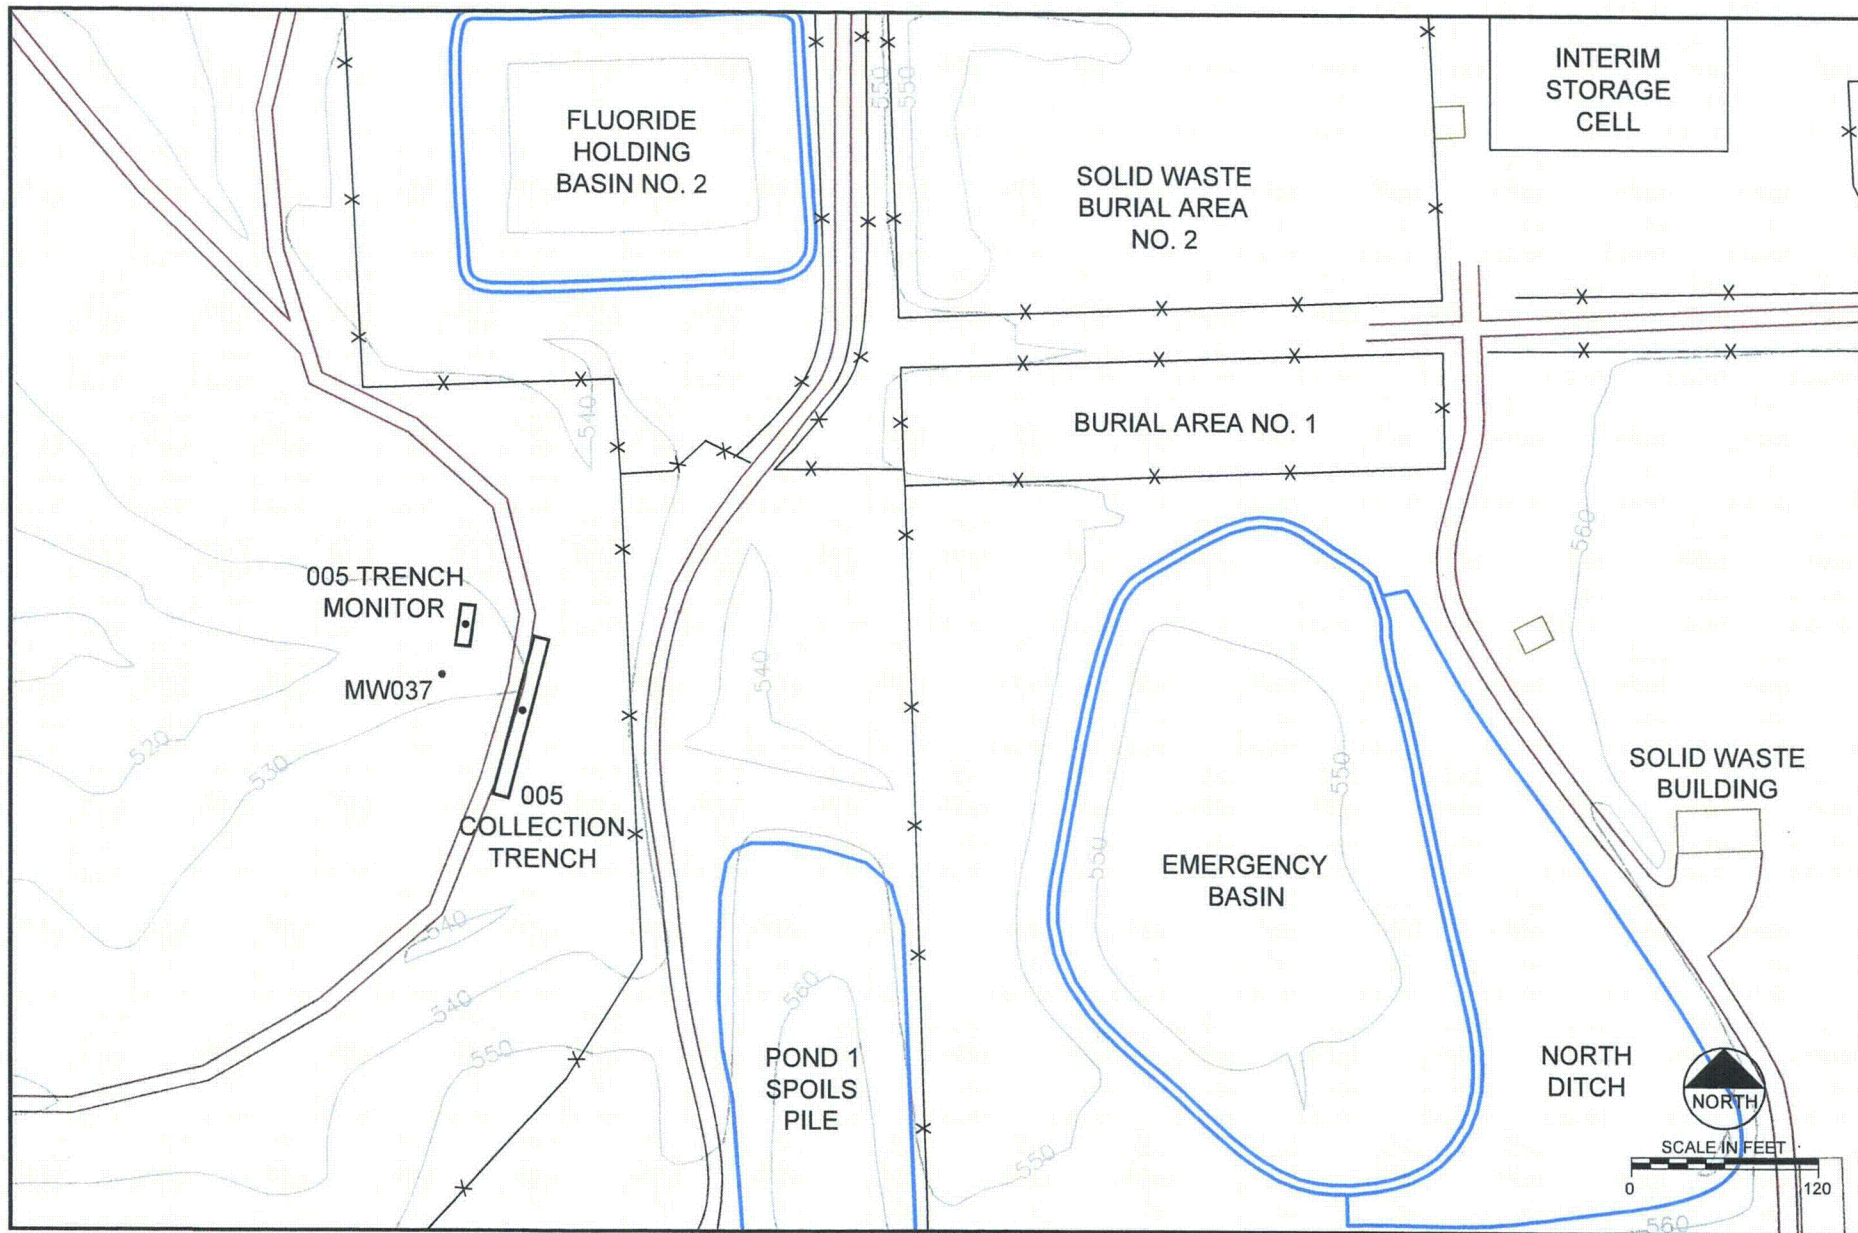 FLUORIDE
HOLDING
BASIN NO. 2
550
550
SOLID WASTE
BURIAL AREA
NO. 2
INTERIM
STORAGE
CELL
540
BURIAL AREA NO. 1
560
005 TRENCH
MONITOR
MW037
540
520
530
005
COLLECTION
TRENCH
550
550
SOLID WASTE
BUILDING
EMERGENCY
BASIN
540
540
550
560
POND 1
SPOILS
PILE
NORTH
DITCH
NORTH
SCALE IN FEET
0
120
550
560